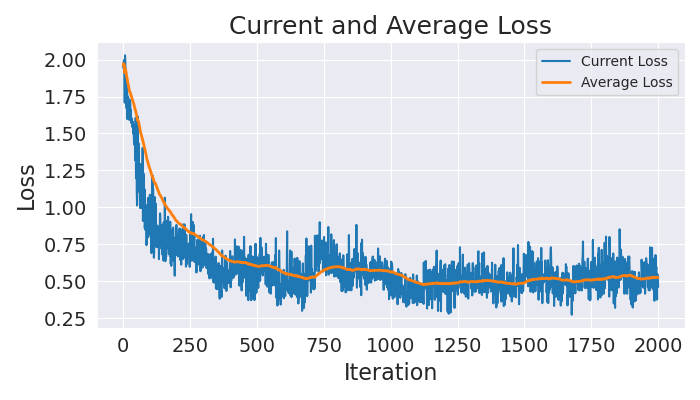 Current and Average Loss
Current Loss
Average Loss
2.00
1.75
1.50
1.25
1.00
0.75
0.50
0.25
Loss
0 250 500 750 1000 1250 1500 1750 2000
Iteration